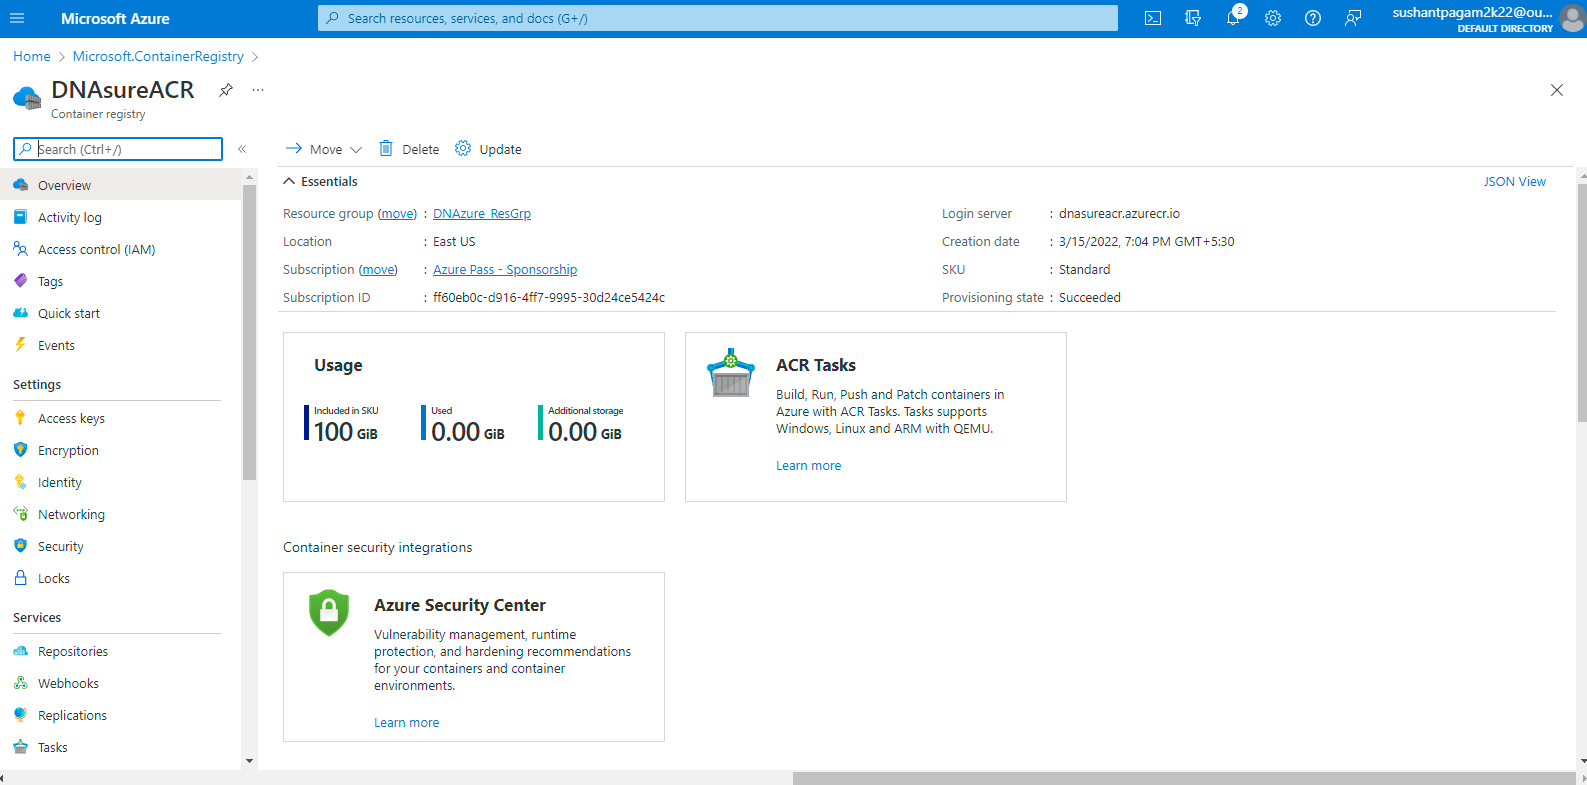 Microsoft Azure
Search resources, services, and docs (G+/)
2
sushantpagam2k22@ou...
DEFAULT DIRECTORY
Home > Microsoft.ContainerRegistry >
DNAsureACR
Container registry
Search (Ctrl+/)
Overview
Activity log
Access control (IAM)
Tags
Quick start
Events
Settings
Access keys
Encryption
Identity
Networking
Security
Locks
Services
Repositories
Webhooks
Replications
Tasks
Move Delete Update
Essentials
JSON View
Resource group (move) : DNAzure_ResGrp
Location : East US
Subscription (move) : Azure Pass - Sponsorship
Subscription ID : ff60eb0c-d916-4ff7-9995-30d24ce5424c
Login server : dnasureacr.azurecr.io
Creation date : 3/15/2022, 7:04 PM GMT+5:30
SKU : Standard
Provisioning state : Succeeded
Usage
Included in SKU
100 GiB
Used
0.00 GiB
Additional storage
0.00 GiB
ACR Tasks
Build, Run, Push and Patch containers in
Azure with ACR Tasks. Tasks supports
Windows, Linux and ARM with QEMU.
Learn more
Container security integrations
Azure Security Center
Vulnerability management, runtime
protection, and hardening recommendations
for your containers and container
environments.
Learn more